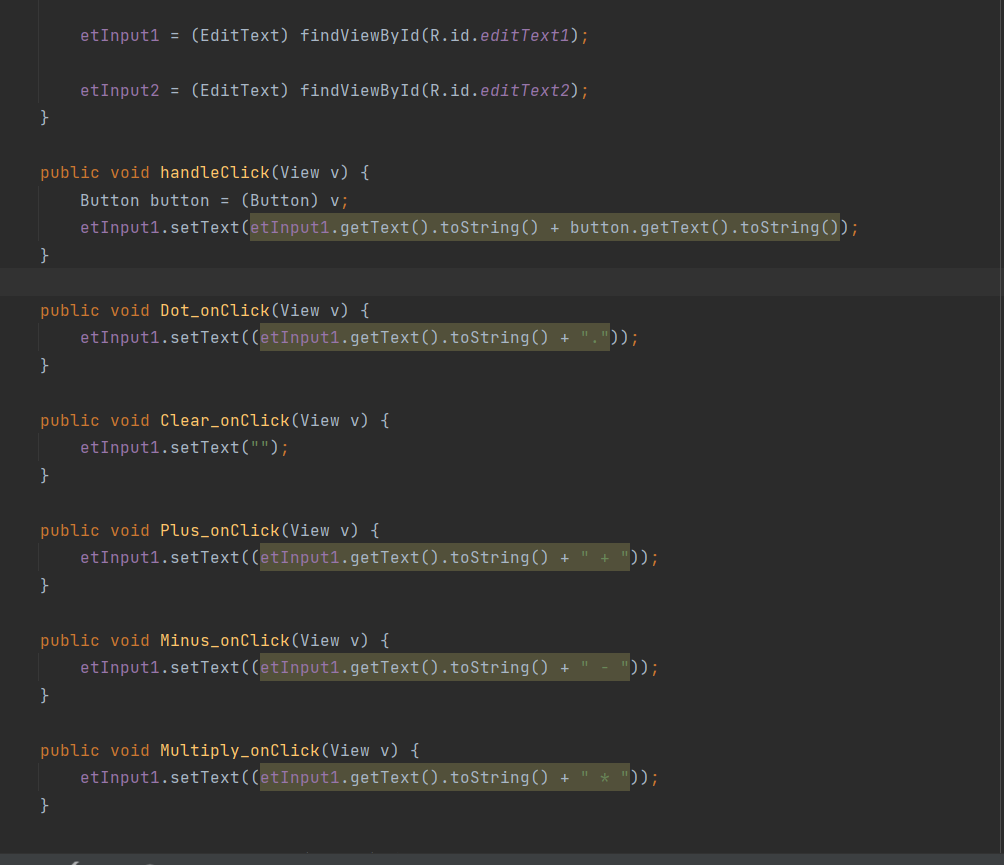 etInput1 = (EditText) findViewById(R.id.editText1);
etInput2 = (EditText) findViewById(R.id.editText2);
}
public void handleClick(View v) {
Button button = (Button) v;
etInput1.setText(etInput1.getText().toString() + button.getText().toString());
}
public void Dot_onClick(View v) {
etInput1.setText((etInput1.getText().toString() + "."));
}
public void Clear_onClick(View v) {
etInput1.setText("");
}
public void Plus_onClick(View v) {
etInput1.setText((etInput1.getText().toString() + " + "));
}
public void Minus_onClick(View v) {
etInput1.setText((etInput1.getText().toString() + " - "));
}
public void Multiply_onClick(View v) {
etInput1.setText((etInput1.getText().toString() + " * "));
}